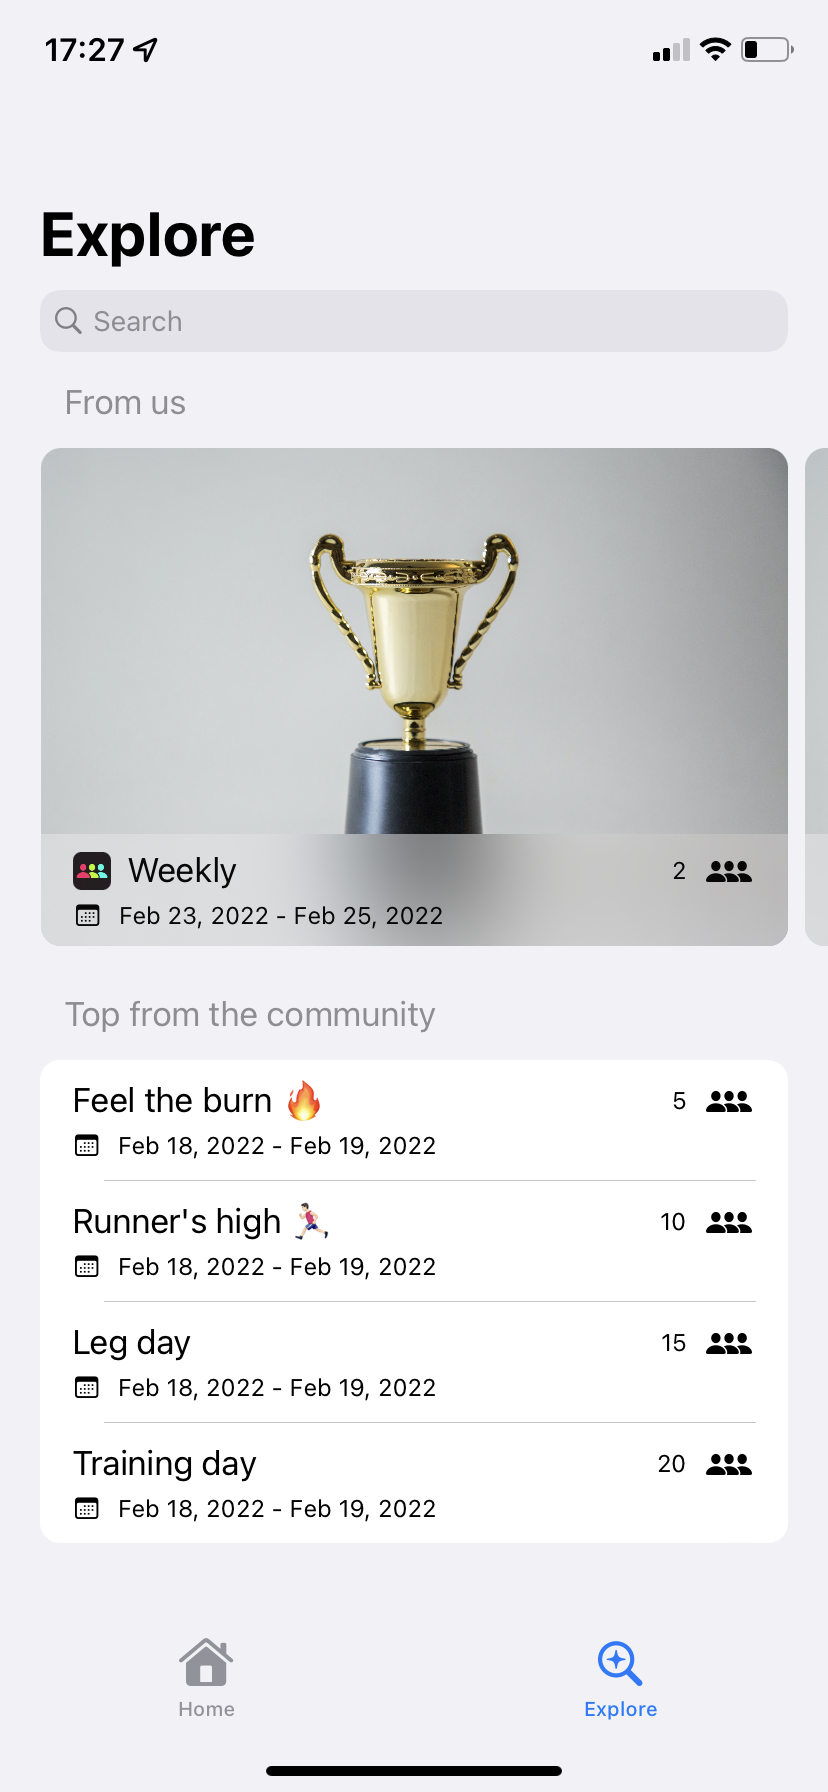 17:27
Explore
Search
From us
Weekly 2
Feb 23, 2022 - Feb 25, 2022
Top from the community
Feel the burn 🔥 5
Feb 18, 2022 - Feb 19, 2022
Runner's high 🏃🏻 10
Feb 18, 2022 - Feb 19, 2022
Leg day 15
Feb 18, 2022 - Feb 19, 2022
Training day 20
Feb 18, 2022 - Feb 19, 2022
Home Explore